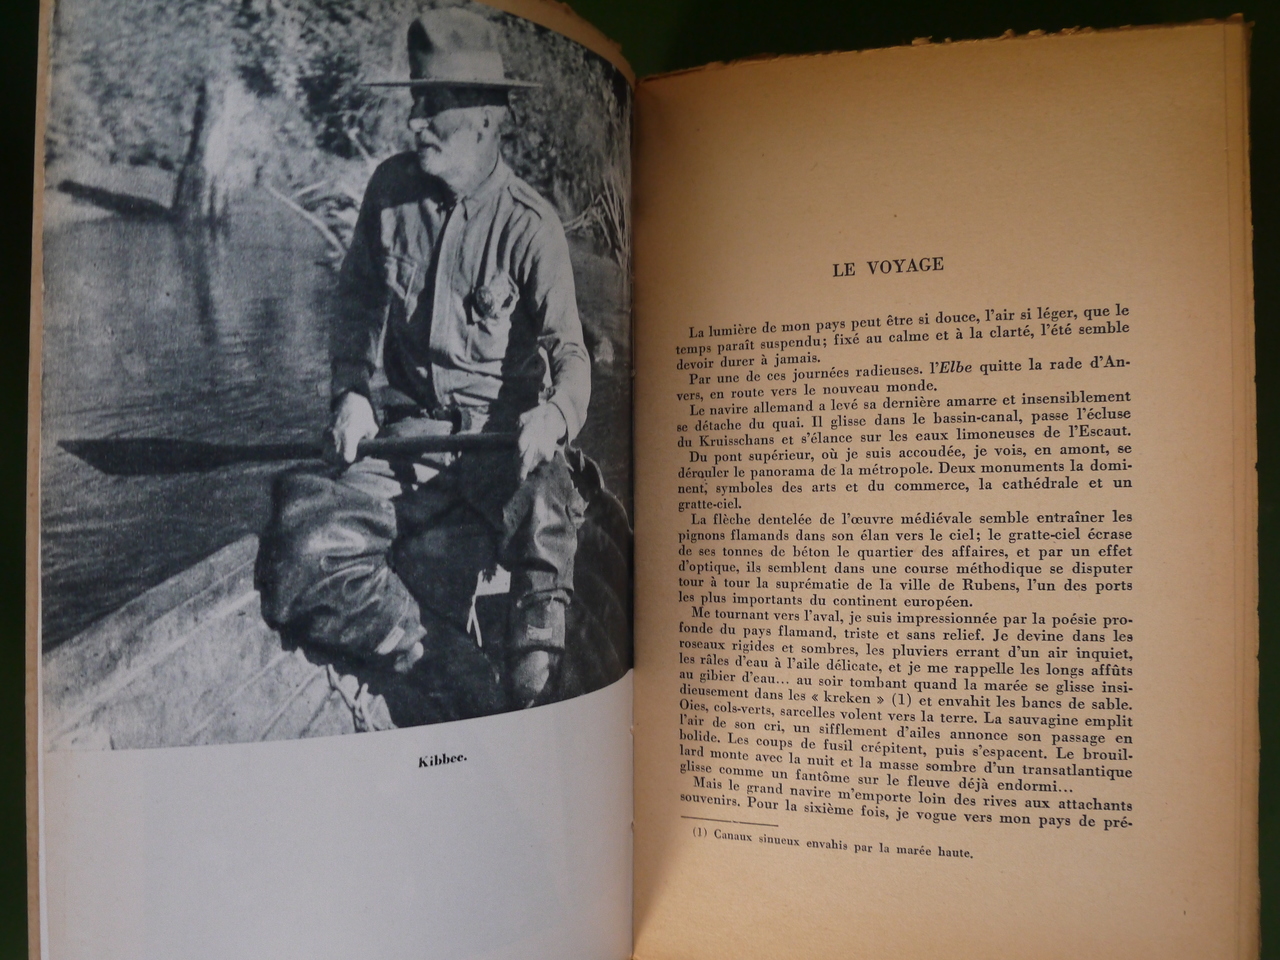 Kibbee.
LE VOYAGE
La lumière de mon pays peut être si douce, l'air si léger, que le
temps paraît suspendu; fixé au calme et à la clarté, l'été semble
devoir durer à jamais.
Par une de ces journées radieuses. l'Elbe quitte la rade d'An-
vers, en route vers le nouveau monde.
Le navire allemand a levé sa dernière amarre et insensiblement
se détache du quai. Il glisse dans le bassin-canal, passe l'écluse
du Kruisschans et s'élance sur les eaux limoneuses de l'Escaut.
Du pont supérieur, où je suis accoudée, je vois, en amont, se
dérquler le panorama de la métropole. Deux monuments la domi-
nent; symboles des arts et du commerce, la cathédrale et un
gratte-ciel.
La flèche dentelée de l'œuvre médiévale semble entraîner les
pignons flamands dans son élan vers le ciel; le gratte-ciel écrase
de ses tonnes de béton le quartier des affaires, et par un effet
d'optique, ils semblent dans une course méthodique se disputer
tour à tour la suprématie de la ville de Rubens, l'un des ports
les plus importants du continent européen.
Me tournant vers l'aval, je suis impressionnée par la poésie pro-
fonde du pays flamand, triste et sans relief. Je devine dans les
roseaux rigides et sombres, les pluviers errant d'un air inquiet,
les râles d'eau à l'aile délicate, et je me rappelle les longs affûts
au gibier d'eau... au soir tombant quand la marée se glisse insi-
dieusement dans les « kreken » (1) et envahit les bancs de sable.
Oies, cols-verts, sarcelles volent vers la terre. La sauvagine emplit
l'air de son cri, un sifflement d'ailes annonce son passage en
bolide. Les coups de fusil crépitent, puis s'espacent. Le brouil-
lard monte avec la nuit et la masse sombre d'un transatlantique
glisse comme un fantôme sur le fleuve déjà endormi...
Mais le grand navire m'emporte loin des rives aux attachants
souvenirs. Pour la sixième fois, je vogue vers mon pays de pré-
(1) Canaux sinueux envahis par la marée haute.